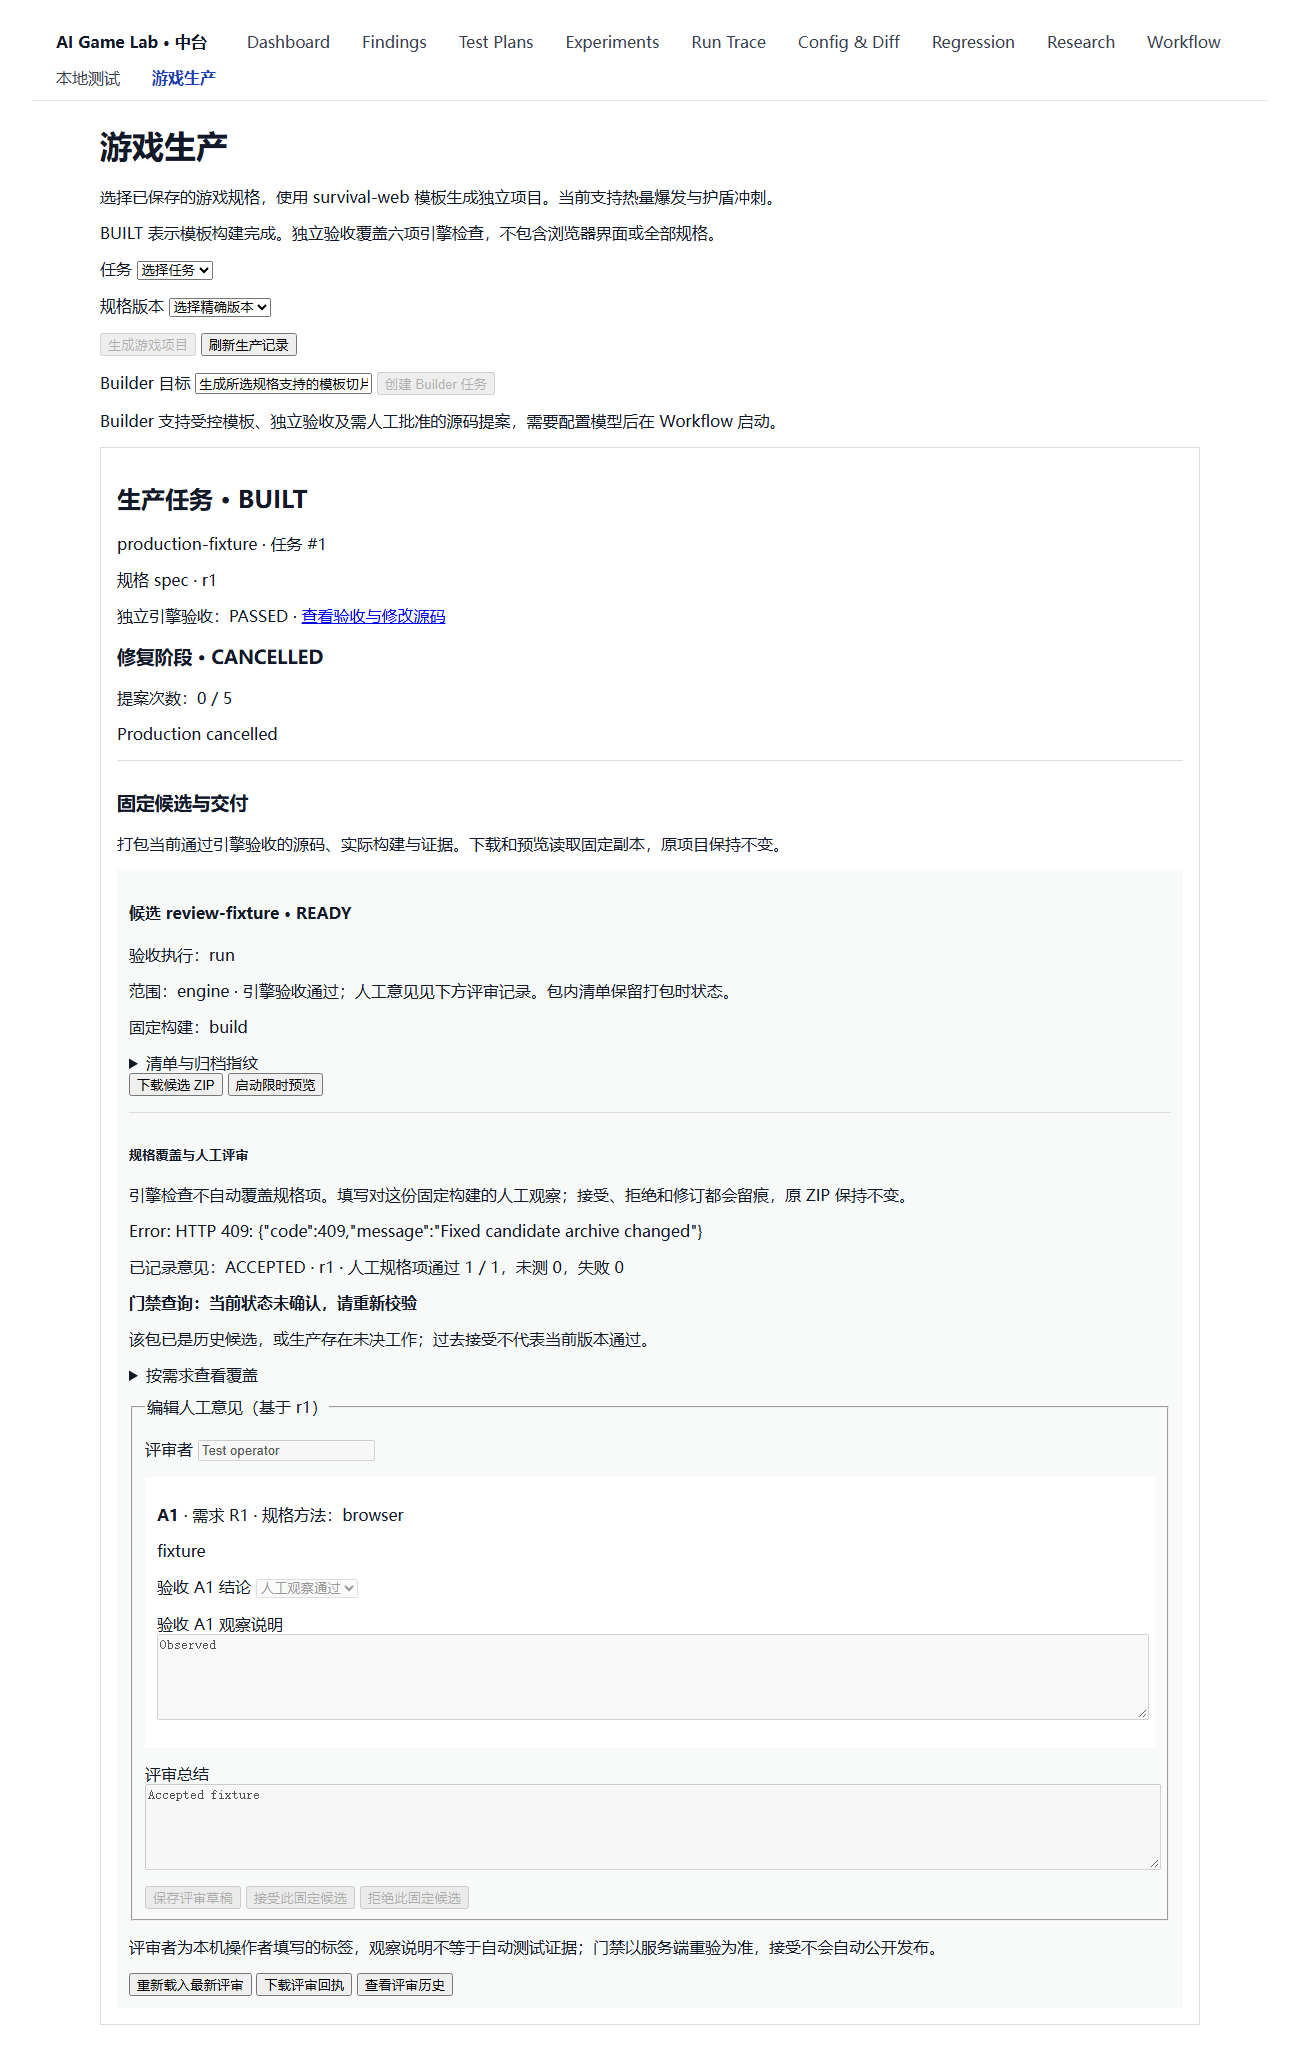 AI Game Lab • 中台 Dashboard Findings Test Plans Experiments Run Trace Config & Diff Regression Research Workflow
本地测试 游戏生产
游戏生产
选择已保存的游戏规格，使用 survival-web 模板生成独立项目。当前支持热量爆发与护盾冲刺。
BUILT 表示模板构建完成。独立验收覆盖六项引擎检查，不包含浏览器界面或全部规格。
任务 选择任务
规格版本 选择精确版本
生成游戏项目 刷新生产记录
Builder 目标 生成所选规格支持的模板切片 创建 Builder 任务
Builder 支持受控模板、独立验收及需人工批准的源码提案，需要配置模型后在 Workflow 启动。
生产任务 • BUILT
production-fixture · 任务 #1
规格 spec · r1
独立引擎验收：PASSED · 查看验收与修改源码
修复阶段 • CANCELLED
提案次数：0 / 5
Production cancelled
固定候选与交付
打包当前通过引擎验收的源码、实际构建与证据。下载和预览读取固定副本，原项目保持不变。
候选 review-fixture • READY
验收执行：run
范围：engine · 引擎验收通过；人工意见见下方评审记录。包内清单保留打包时状态。
固定构建：build
▶ 清单与归档指纹
下载候选 ZIP 启动限时预览
规格覆盖与人工评审
引擎检查不自动覆盖规格项。填写对这份固定构建的人工观察；接受、拒绝和修订都会留痕，原 ZIP 保持不变。
Error: HTTP 409: {"code":409,"message":"Fixed candidate archive changed"}
已记录意见：ACCEPTED · r1 · 人工规格项通过 1 / 1，未测 0，失败 0
门禁查询：当前状态未确认，请重新校验
该包已是历史候选，或生产存在未决工作；过去接受不代表当前版本通过。
▶ 按需求查看覆盖
编辑人工意见（基于 r1）
评审者 Test operator
A1 · 需求 R1 · 规格方法：browser
fixture
验收 A1 结论 人工观察通过
验收 A1 观察说明
Observed
评审总结
Accepted fixture
保存评审草稿 接受此固定候选 拒绝此固定候选
评审者为本机操作者填写的标签，观察说明不等于自动测试证据；门禁以服务端重验为准，接受不会自动公开发布。
重新载入最新评审 下载评审回执 查看评审历史